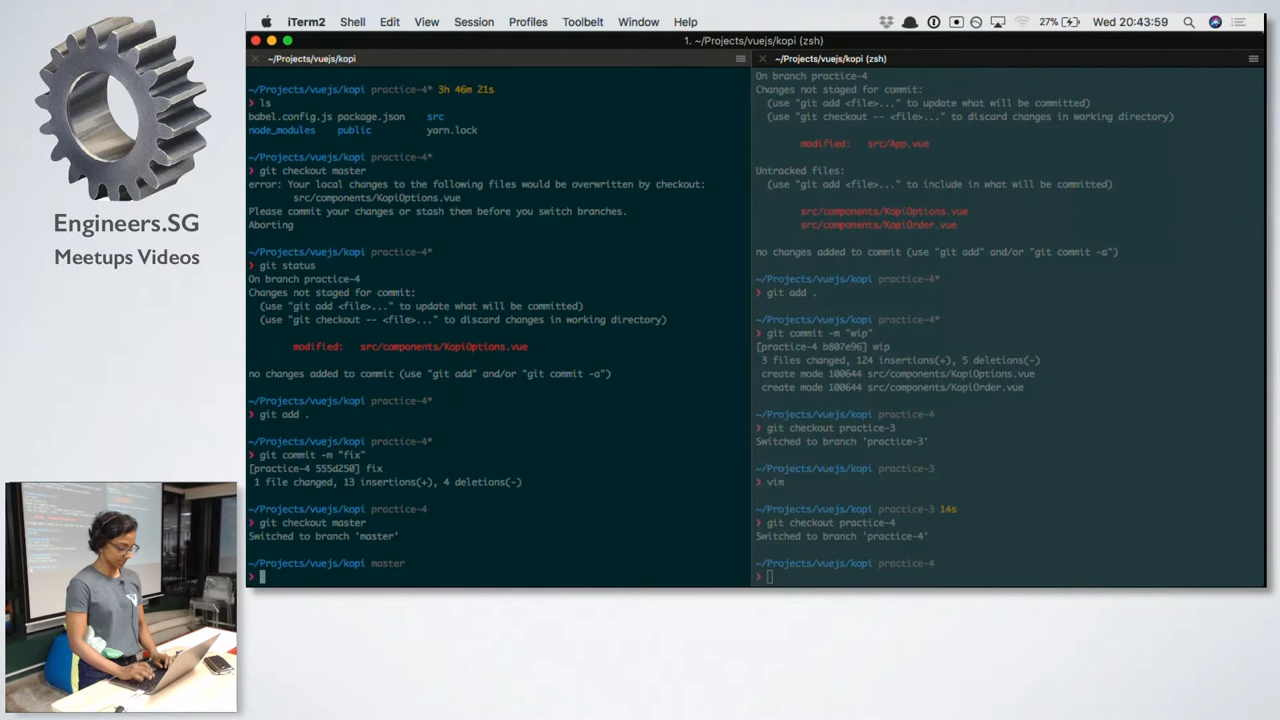 Engineers.SG
Meetups Videos
iTerm2 Shell Edit View Session Profiles Toolbelt Window Help
27% Wed 20:43:59
1. ~/Projects/vuejs/kopi (zsh)
~/Projects/vuejs/kopi
~/Projects/vuejs/kopi practice-4* 3h 46m 21s
❯ ls
babel.config.js package.json src
node_modules public yarn.lock
~/Projects/vuejs/kopi practice-4*
❯ git checkout master
error: Your local changes to the following files would be overwritten by checkout:
src/components/KopiOptions.vue
Please commit your changes or stash them before you switch branches.
Aborting
~/Projects/vuejs/kopi practice-4*
❯ git status
On branch practice-4
Changes not staged for commit:
(use "git add <file>..." to update what will be committed)
(use "git checkout -- <file>..." to discard changes in working directory)
modified: src/components/KopiOptions.vue
no changes added to commit (use "git add" and/or "git commit -a")
~/Projects/vuejs/kopi practice-4*
❯ git add .
~/Projects/vuejs/kopi practice-4*
❯ git commit -m "fix"
[practice-4 555d250] fix
1 file changed, 13 insertions(+), 4 deletions(-)
~/Projects/vuejs/kopi practice-4
❯ git checkout master
Switched to branch 'master'
~/Projects/vuejs/kopi master
❯
~/Projects/vuejs/kopi (zsh)
On branch practice-4
Changes not staged for commit:
(use "git add <file>..." to update what will be committed)
(use "git checkout -- <file>..." to discard changes in working directory)
modified: src/App.vue
Untracked files:
(use "git add <file>..." to include in what will be committed)
src/components/KopiOptions.vue
src/components/KopiOrder.vue
no changes added to commit (use "git add" and/or "git commit -a")
~/Projects/vuejs/kopi practice-4*
❯ git add .
~/Projects/vuejs/kopi practice-4*
❯ git commit -m "wip"
[practice-4 b807e96] wip
3 files changed, 124 insertions(+), 5 deletions(-)
create mode 100644 src/components/KopiOptions.vue
create mode 100644 src/components/KopiOrder.vue
~/Projects/vuejs/kopi practice-4
❯ git checkout practice-3
Switched to branch 'practice-3'
~/Projects/vuejs/kopi practice-3
❯ vim
~/Projects/vuejs/kopi practice-3 14s
❯ git checkout practice-4
Switched to branch 'practice-4'
~/Projects/vuejs/kopi practice-4
❯